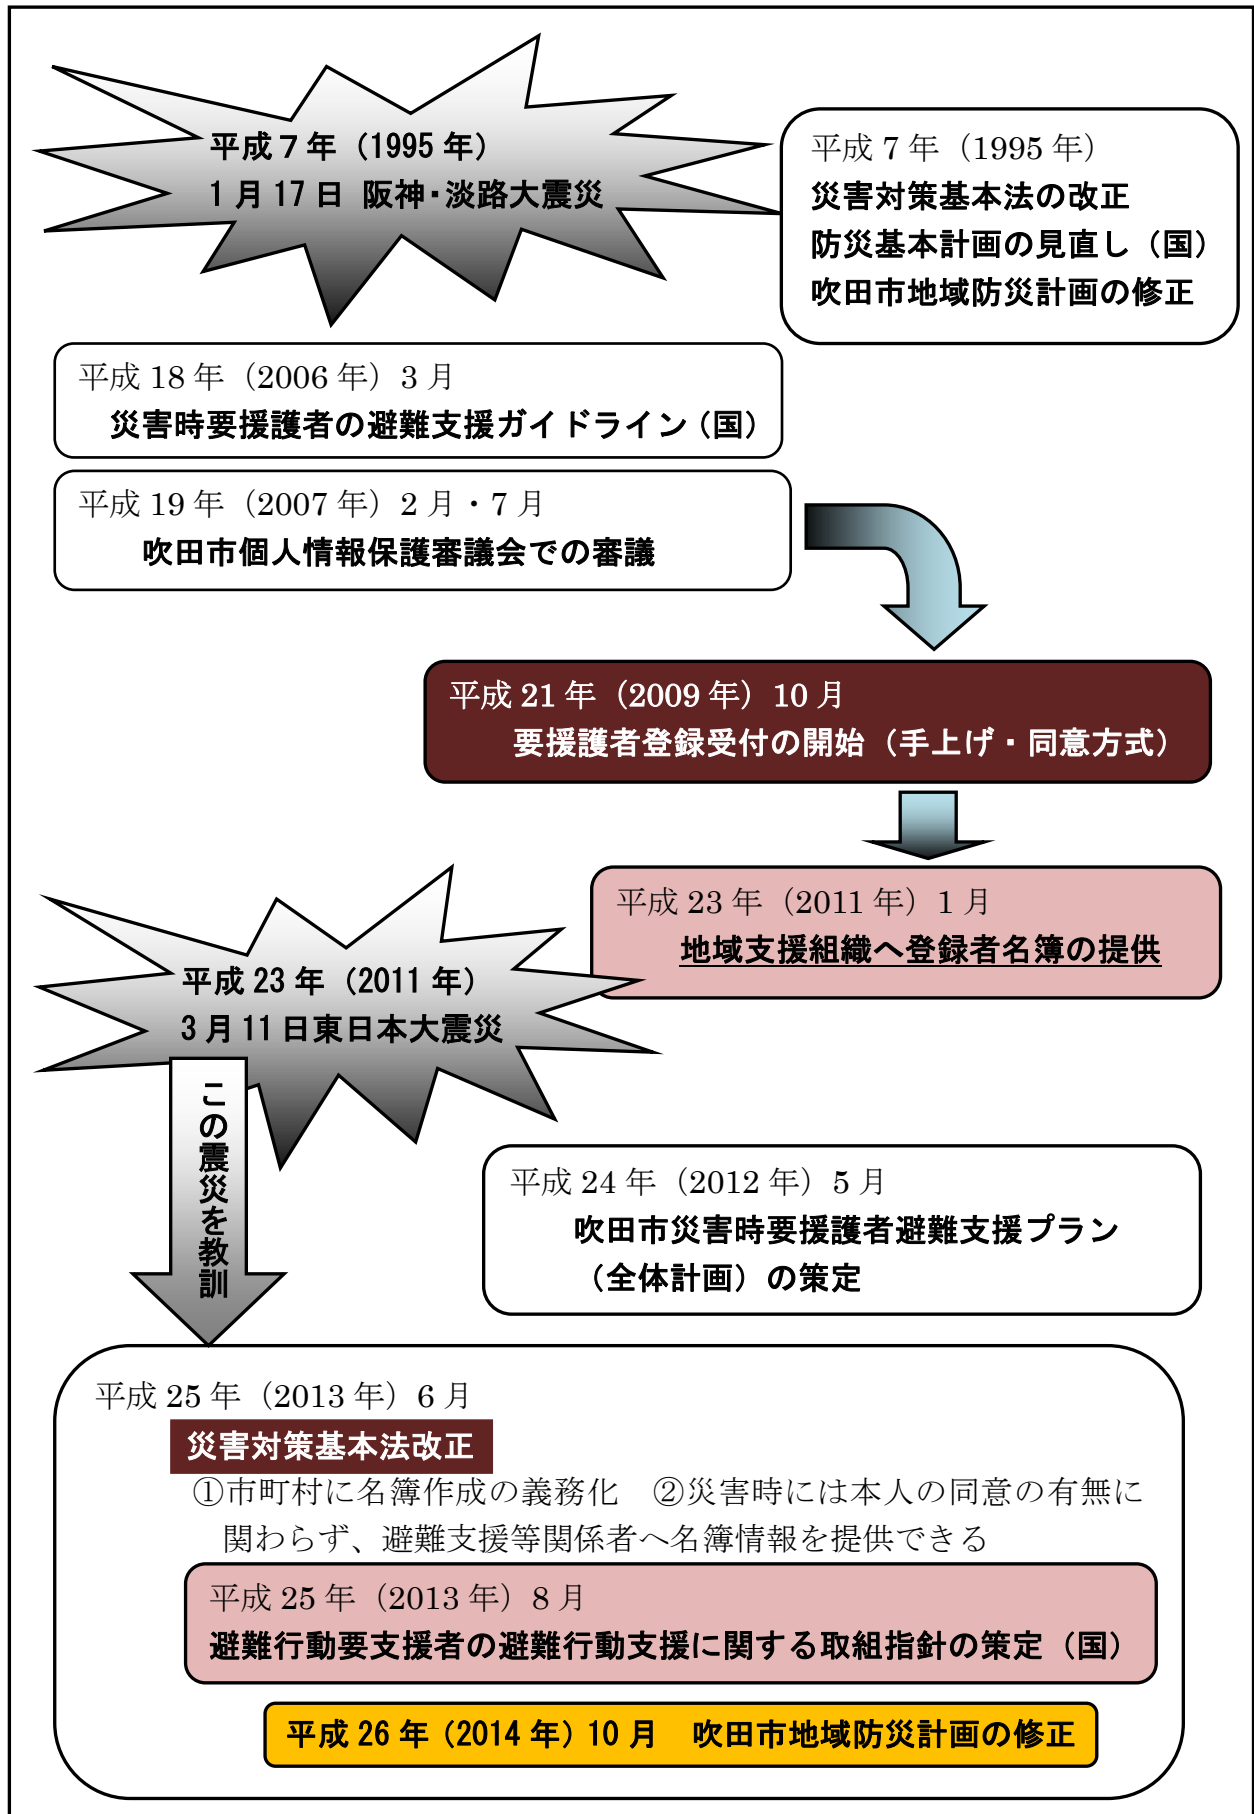 平成７年（1995 年）
1 月 17 日 阪神・淡路大震災
平成 7 年（1995 年）
災害対策基本法の改正
防災基本計画の見直し（国）
吹田市地域防災計画の修正
平成 18 年（2006 年）3 月
災害時要援護者の避難支援ガイドライン（国）
平成 19 年（2007 年）2 月・7 月
吹田市個人情報保護審議会での審議
平成 21 年（2009 年）10 月
要援護者登録受付の開始（手上げ・同意方式）
平成 23 年（2011 年）1 月
地域支援組織へ登録者名簿の提供
平成 23 年（2011 年）
3 月 11 日東日本大震災
この震災を教訓
平成 24 年（2012 年）5 月
吹田市災害時要援護者避難支援プラン
（全体計画）の策定
平成 25 年（2013 年）6 月
災害対策基本法改正
①市町村に名簿作成の義務化　②災害時には本人の同意の有無に
関わらず、避難支援等関係者へ名簿情報を提供できる
平成 25 年（2013 年）8 月
避難行動要支援者の避難行動支援に関する取組指針の策定（国）
平成 26 年（2014 年）10 月　吹田市地域防災計画の修正